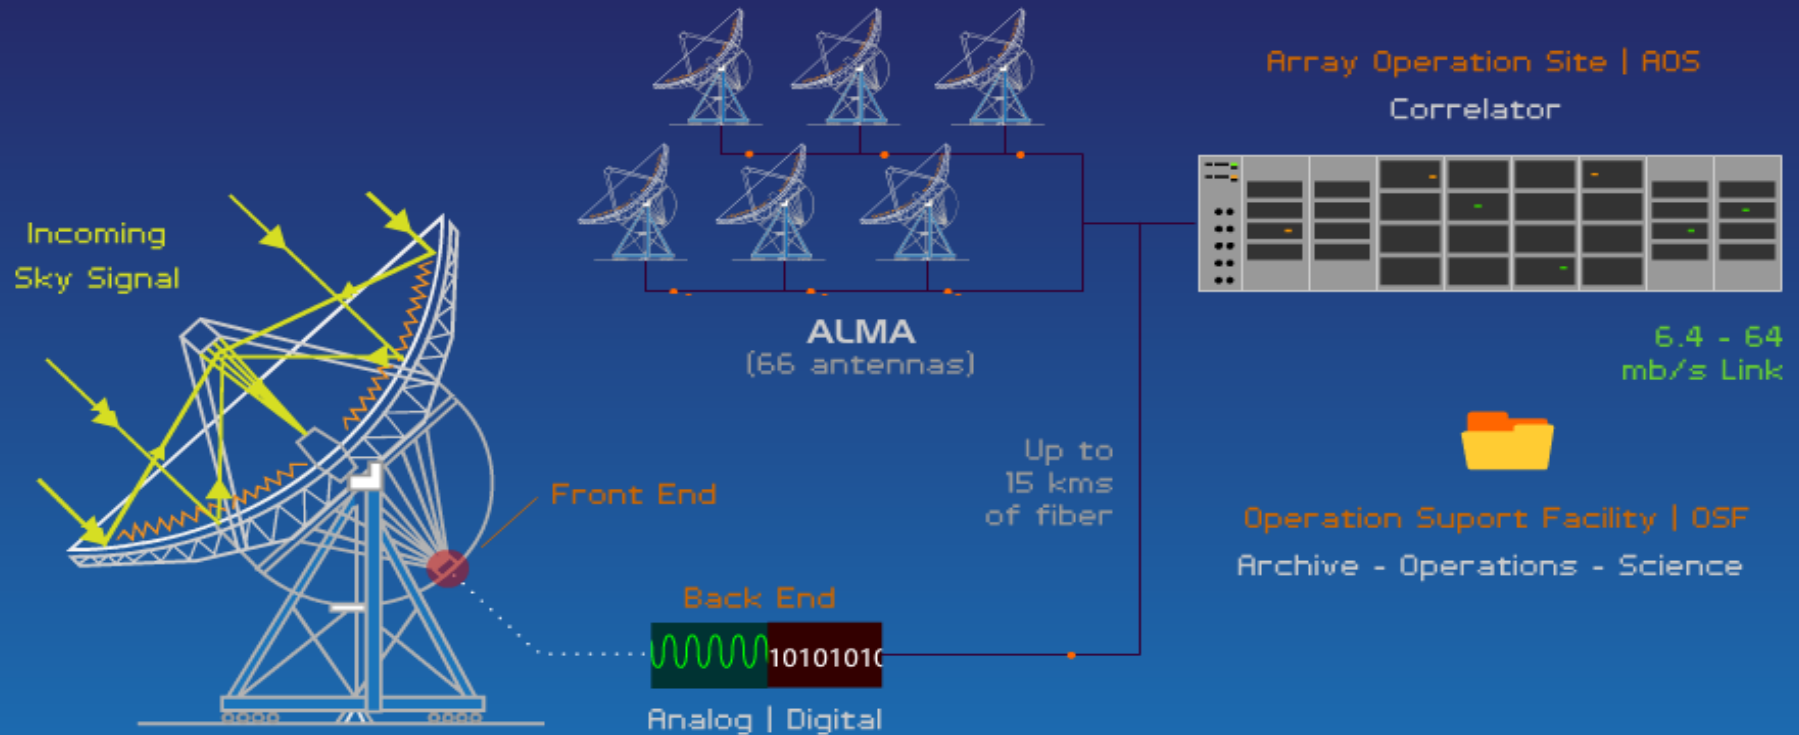 Incoming
Sky Signal
ALMA
(66 antennas)
Array Operation Site | AOS
Correlator
6.4 - 64
mb/s Link
Up to
15 kms
of fiber
Front End
Operation Suport Facility | OSF
Archive - Operations - Science
Back End
10101010
Analog | Digital